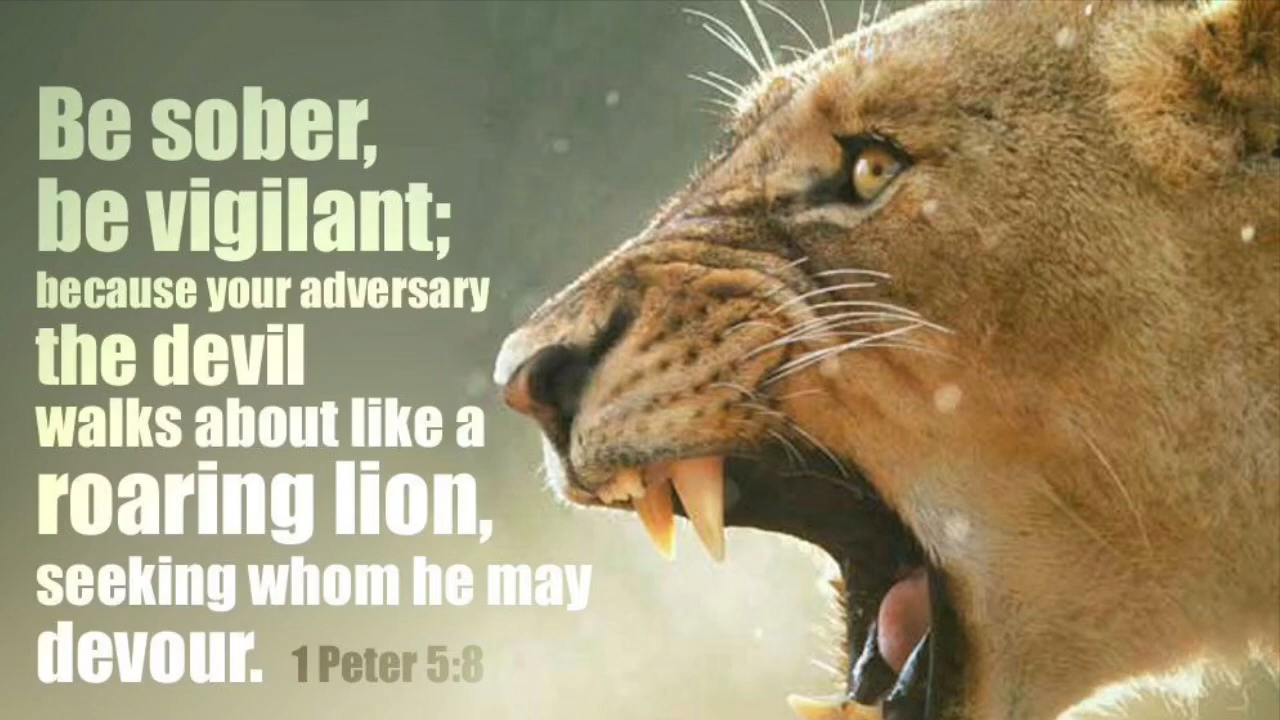 Be sober,
be vigilant;
because your adversary
the devil
walks about like a
roaring lion,
seeking whom he may
devour. 1 Peter 5:8